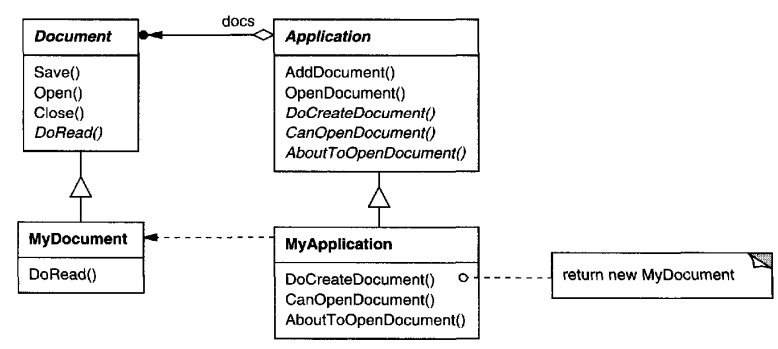 docs
Document
Save()
Open()
Close()
DoRead()
Application
AddDocument()
OpenDocument()
DoCreateDocument()
CanOpenDocument()
AboutToOpenDocument()
MyDocument
DoRead()
MyApplication
DoCreateDocument()
CanOpenDocument()
AboutToOpenDocument()
return new MyDocument